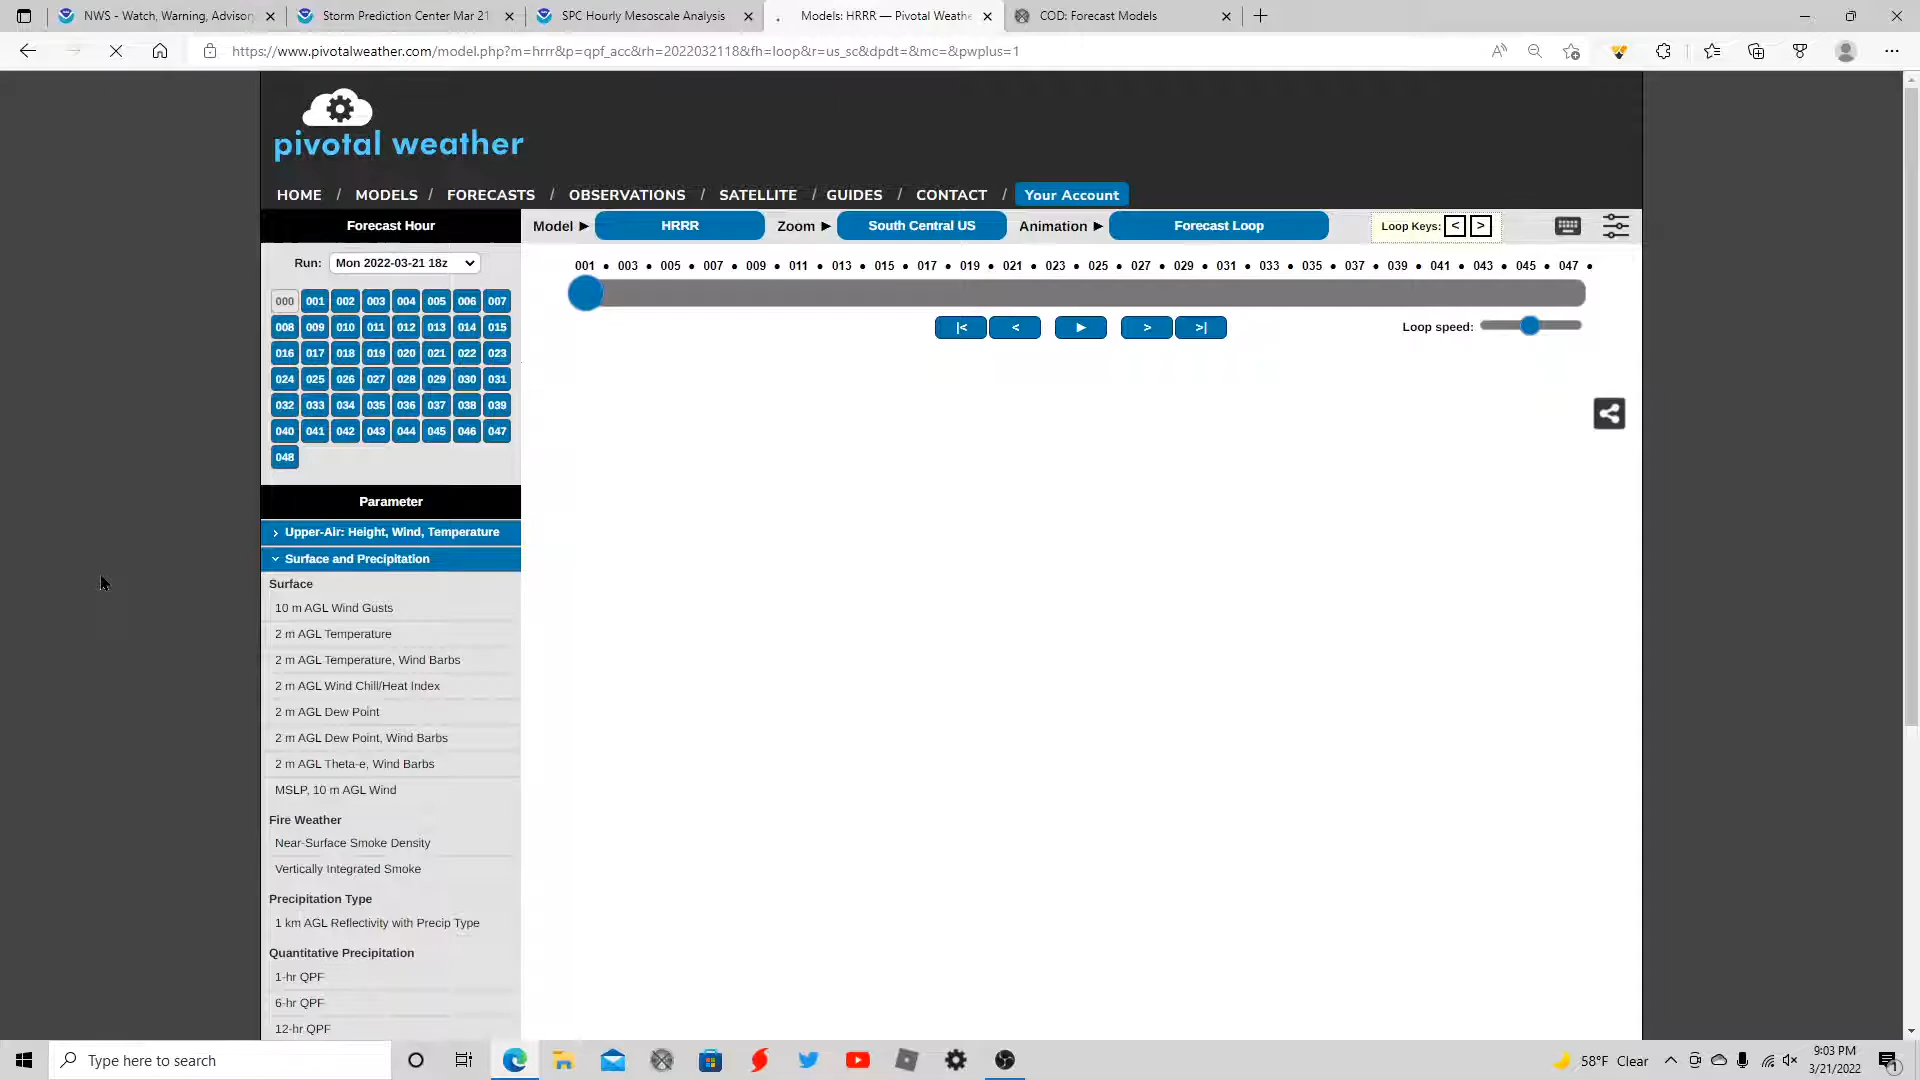 NWS - Watch, Warning, Advisor
Storm Prediction Center Mar 21
SPC Hourly Mesoscale Analysis
Models: HRRR — Pivotal Weathe
COD: Forecast Models
https://www.pivotalweather.com/model.php?m=hrrr&p=qpf_acc&rh=2022032118&fh=loop&r=us_sc&dpdt=&mc=&pwplus=1
pivotal weather
HOME / MODELS / FORECASTS / OBSERVATIONS / SATELLITE / GUIDES / CONTACT / Your Account
Forecast Hour
Model ▶ HRRR Zoom ▶ South Central US Animation ▶ Forecast Loop Loop Keys: < >
Run: Mon 2022-03-21 18z
001 • 003 • 005 • 007 • 009 • 011 • 013 • 015 • 017 • 019 • 021 • 023 • 025 • 027 • 029 • 031 • 033 • 035 • 037 • 039 • 041 • 043 • 045 • 047 •
|< < ▶ > >| Loop speed:
000 001 002 003 004 005 006 007
008 009 010 011 012 013 014 015
016 017 018 019 020 021 022 023
024 025 026 027 028 029 030 031
032 033 034 035 036 037 038 039
040 041 042 043 044 045 046 047
048
Parameter
Upper-Air: Height, Wind, Temperature
Surface and Precipitation
Surface
10 m AGL Wind Gusts
2 m AGL Temperature
2 m AGL Temperature, Wind Barbs
2 m AGL Wind Chill/Heat Index
2 m AGL Dew Point
2 m AGL Dew Point, Wind Barbs
2 m AGL Theta-e, Wind Barbs
MSLP, 10 m AGL Wind
Fire Weather
Near-Surface Smoke Density
Vertically Integrated Smoke
Precipitation Type
1 km AGL Reflectivity with Precip Type
Quantitative Precipitation
1-hr QPF
6-hr QPF
12-hr QPF
Type here to search
58°F Clear
9:03 PM
3/21/2022
1